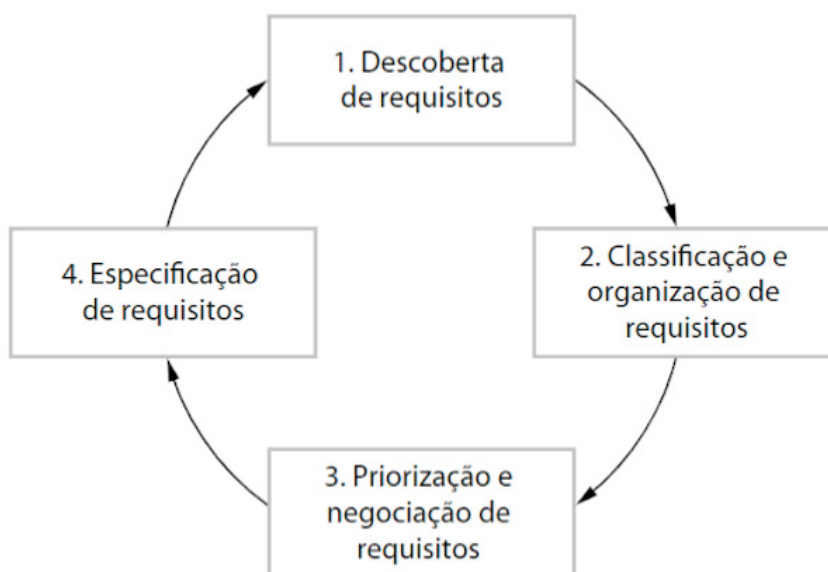 1. Descoberta
de requisitos
2. Classificação e
organização de
requisitos
3. Priorização e
negociação de
requisitos
4. Especificação
de requisitos